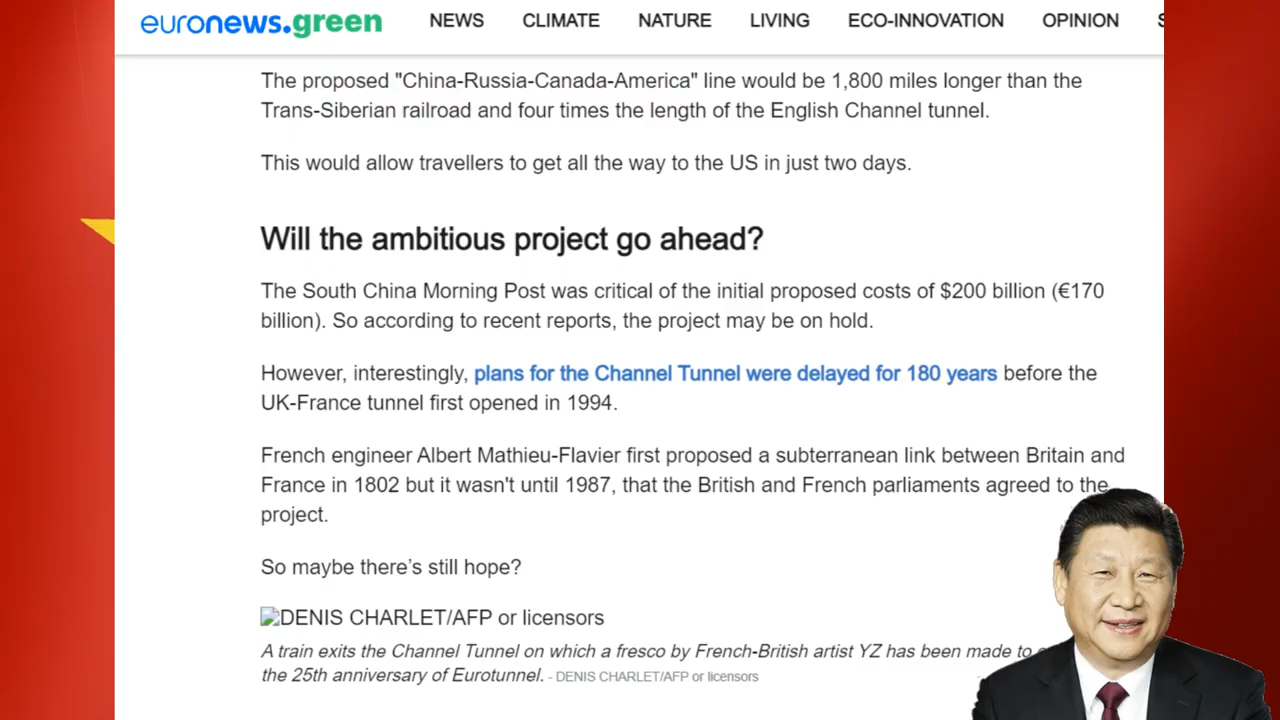 euronews.green NEWS CLIMATE NATURE LIVING ECO-INNOVATION OPINION
The proposed "China-Russia-Canada-America" line would be 1,800 miles longer than the
Trans-Siberian railroad and four times the length of the English Channel tunnel.
This would allow travellers to get all the way to the US in just two days.
Will the ambitious project go ahead?
The South China Morning Post was critical of the initial proposed costs of $200 billion (€170
billion). So according to recent reports, the project may be on hold.
However, interestingly, plans for the Channel Tunnel were delayed for 180 years before the
UK-France tunnel first opened in 1994.
French engineer Albert Mathieu-Flavier first proposed a subterranean link between Britain and
France in 1802 but it wasn't until 1987, that the British and French parliaments agreed to the
project.
So maybe there's still hope?
DENIS CHARLET/AFP or licensors
A train exits the Channel Tunnel on which a fresco by French-British artist YZ has been made to
the 25th anniversary of Eurotunnel. - DENIS CHARLET/AFP or licensors